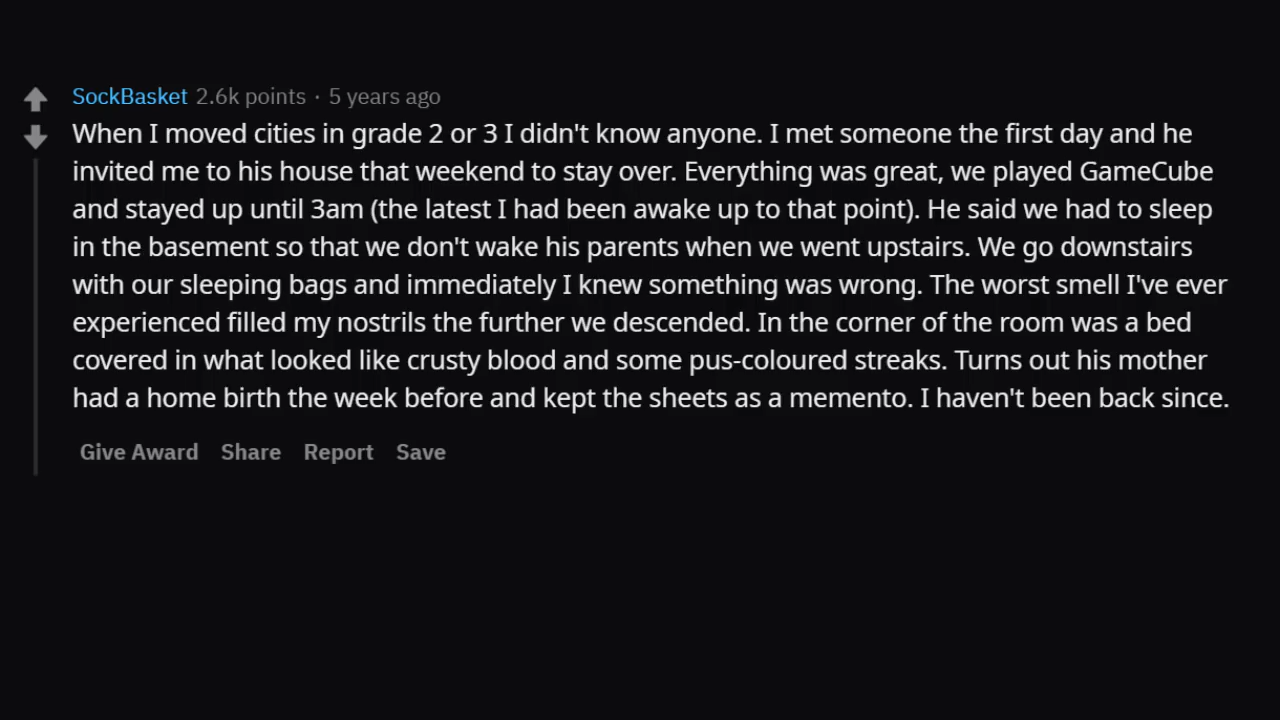 SockBasket 2.6k points · 5 years ago
When I moved cities in grade 2 or 3 I didn't know anyone. I met someone the first day and he
invited me to his house that weekend to stay over. Everything was great, we played GameCube
and stayed up until 3am (the latest I had been awake up to that point). He said we had to sleep
in the basement so that we don't wake his parents when we went upstairs. We go downstairs
with our sleeping bags and immediately I knew something was wrong. The worst smell I've ever
experienced filled my nostrils the further we descended. In the corner of the room was a bed
covered in what looked like crusty blood and some pus-coloured streaks. Turns out his mother
had a home birth the week before and kept the sheets as a memento. I haven't been back since.
Give Award Share Report Save